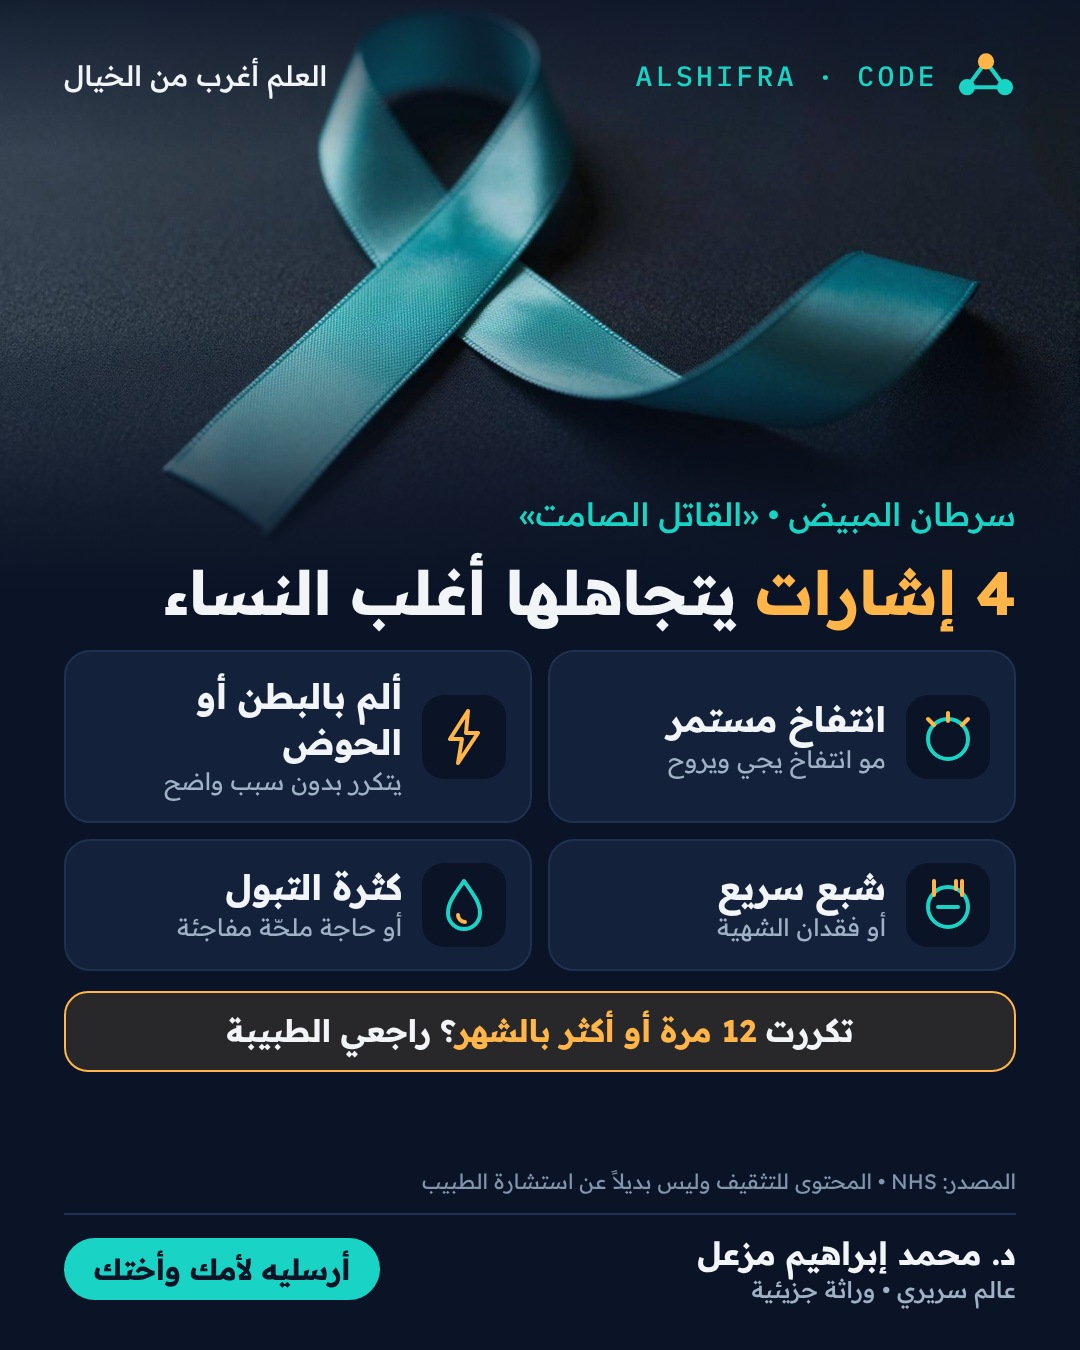 ALSHIFRA · CODE
العلم أغرب من الخيال
سرطان المبيض • «القاتل الصامت»
4 إشارات يتجاهلها أغلب النساء
انتفاخ مستمر
مو انتفاخ يجي ويروح
ألم بالبطن أو
الحوض
يتكرر بدون سبب واضح
شبع سريع
أو فقدان الشهية
كثرة التبول
أو حاجة ملحّة مفاجئة
تكررت 12 مرة أو أكثر بالشهر؟ راجعي الطبيبة
المصدر: NHS • المحتوى للتثقيف وليس بديلاً عن استشارة الطبيب
د. محمد إبراهيم مزعل
عالم سريري • وراثة جزيئية
أرسليه لأمك وأختك